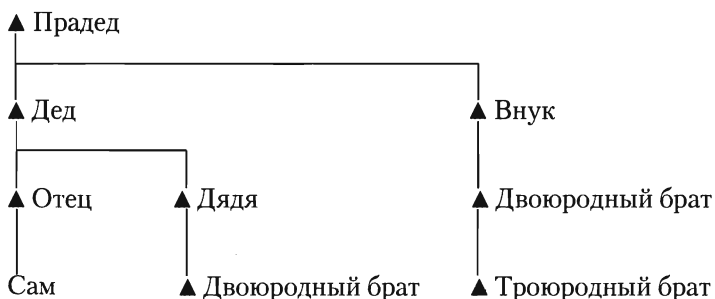 Прадед
Дед Внук
Отец Дядя Двоюродный брат
Сам Двоюродный брат Троюродный брат